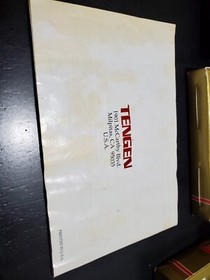 TENGEN
1901 McCarthy Blvd.
Milpitas, CA 95035
U.S.A.